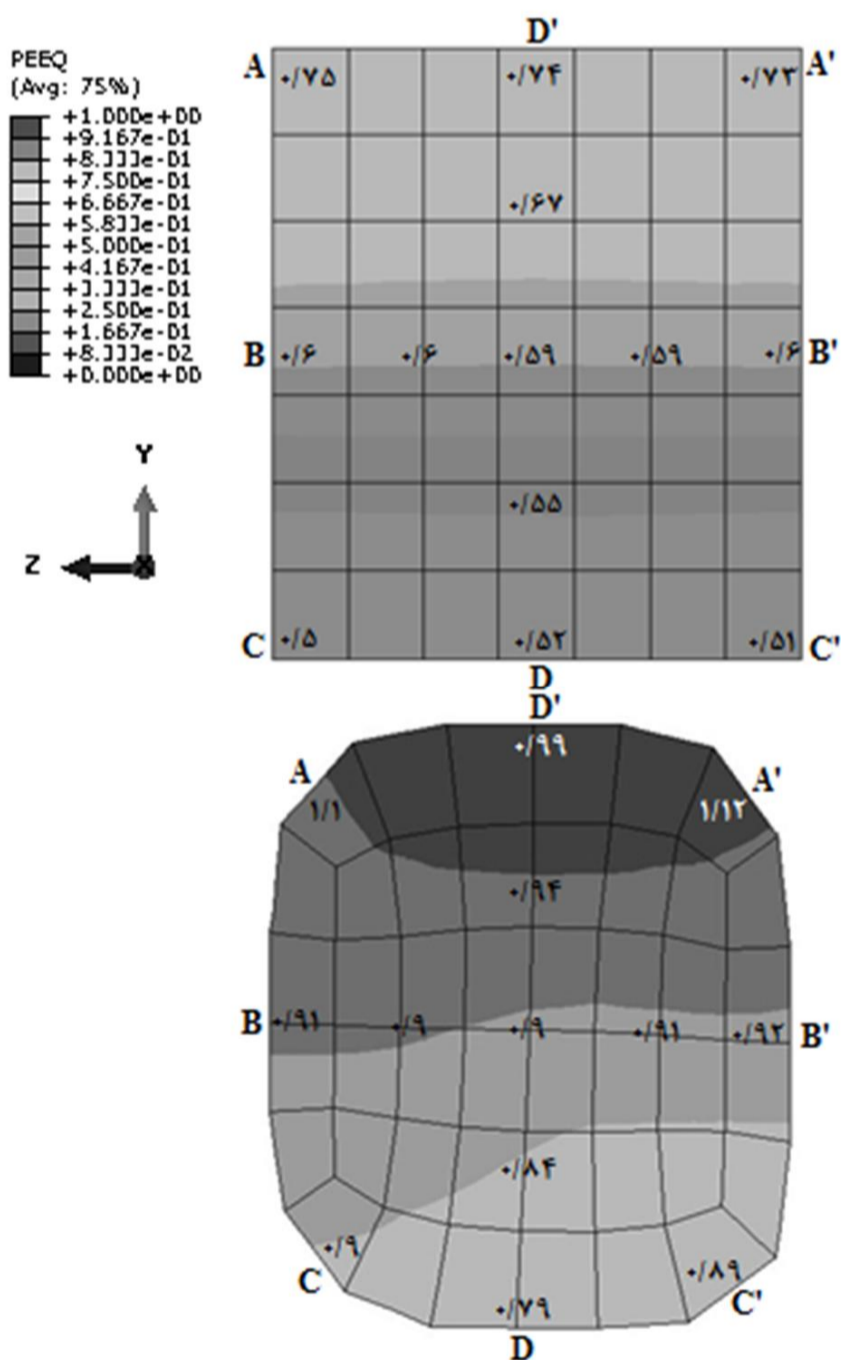 D'
PEEQ
(Avg: 75%)
+1.000e+00
+9.167e-01
+8.333e-01
+7.500e-01
+6.667e-01
+5.833e-01
+5.000e-01
+4.167e-01
+3.333e-01
+2.500e-01
+1.667e-01
+8.333e-02
+0.000e+00
A ۰/۷۵ ۰/۷۴ ۰/۷۳ A'
۰/۶۷
B ۰/۶ ۰/۶ ۰/۵۹ ۰/۵۹ ۰/۶ B'
Y
Z X
۰/۵۵
C ۰/۵ ۰/۵۲ ۰/۵۱ C'
D
D'
۰/۹۹
A ۱/۱ ۱/۱۲ A'
۰/۹۴
B ۰/۹۱ ۰/۹ ۰/۹ ۰/۹۱ ۰/۹۲ B'
۰/۸۴
C ۰/۹ ۰/۸۹ C'
۰/۷۹
D